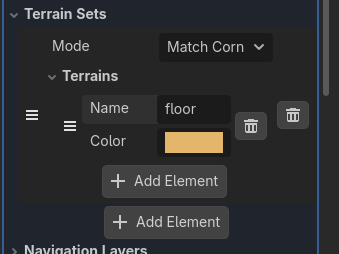 Terrain Sets
Mode
Match Corn
Terrains
Name
floor
Color
Add Element
Add Element
Navigation Layers